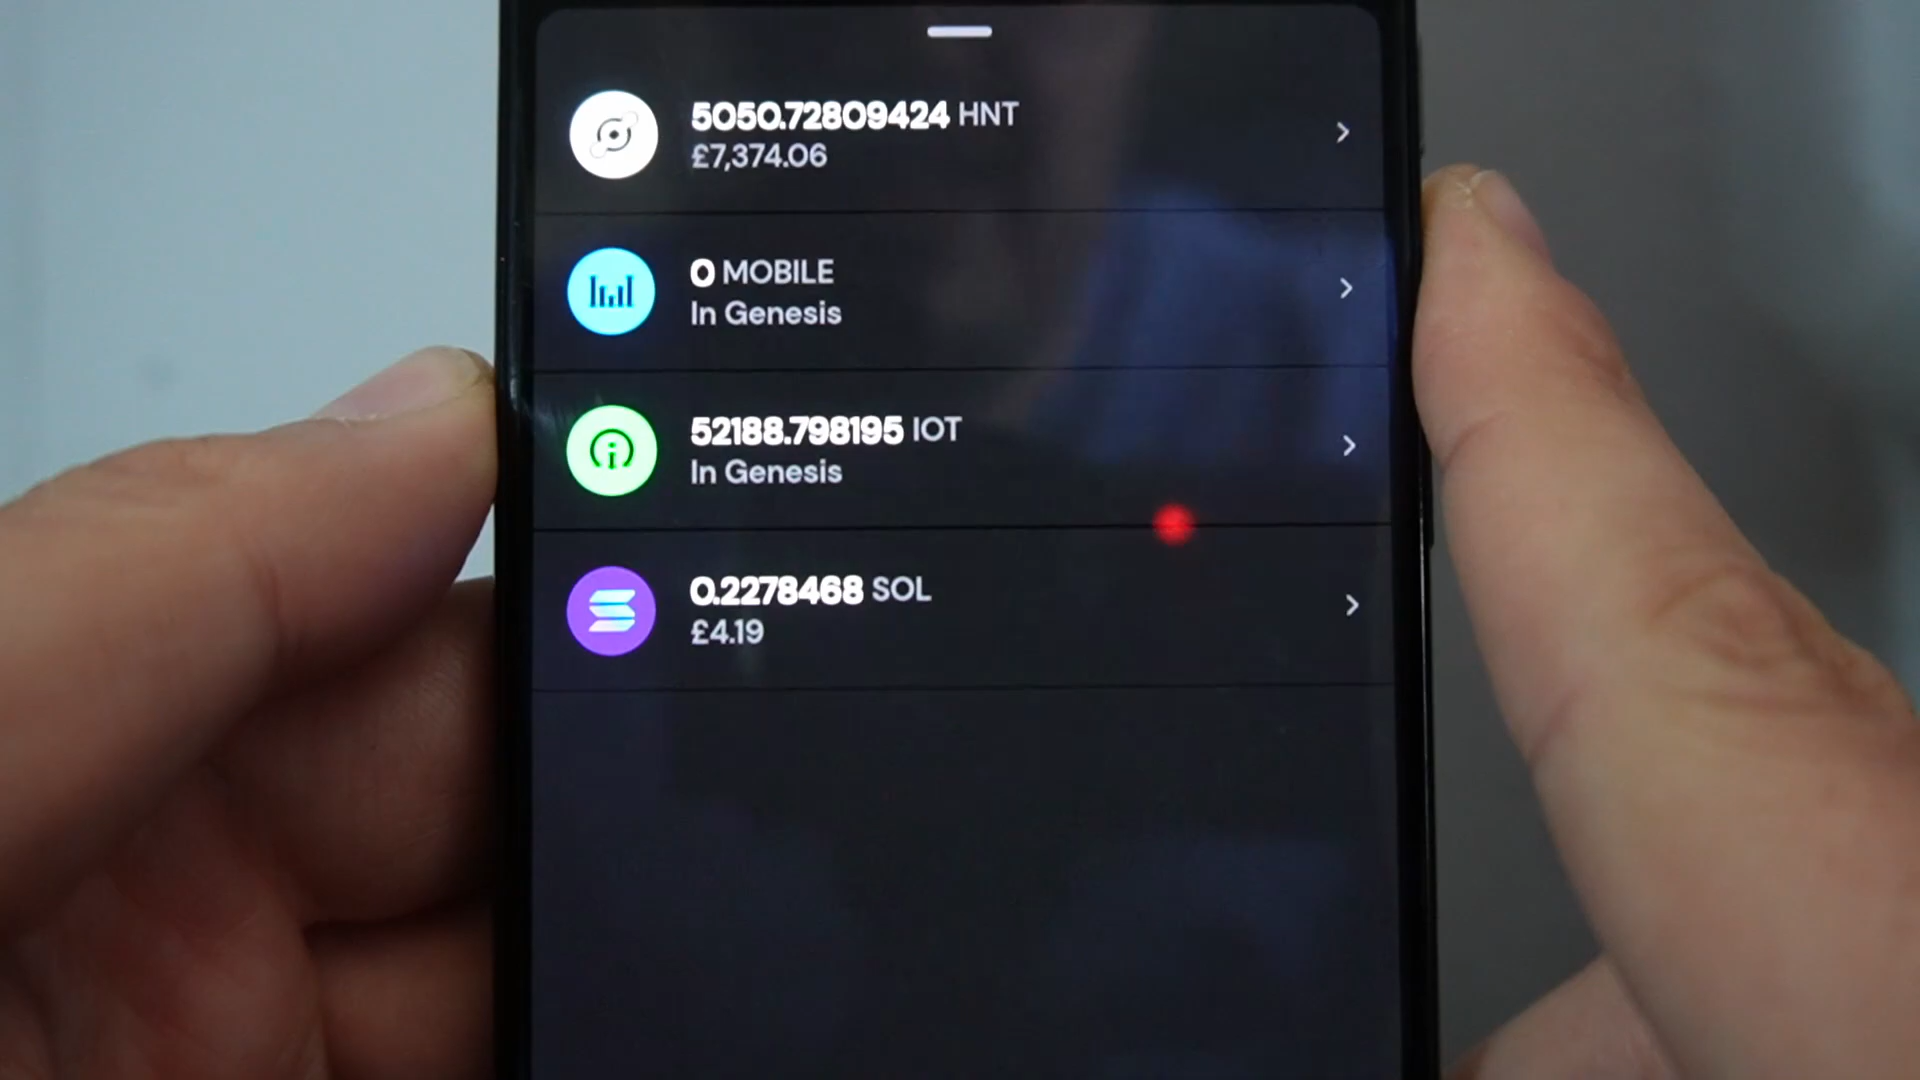 5050.72809424 HNT
£7,374.06
0 MOBILE
In Genesis
52188.798195 IOT
In Genesis
0.2278468 SOL
£4.19